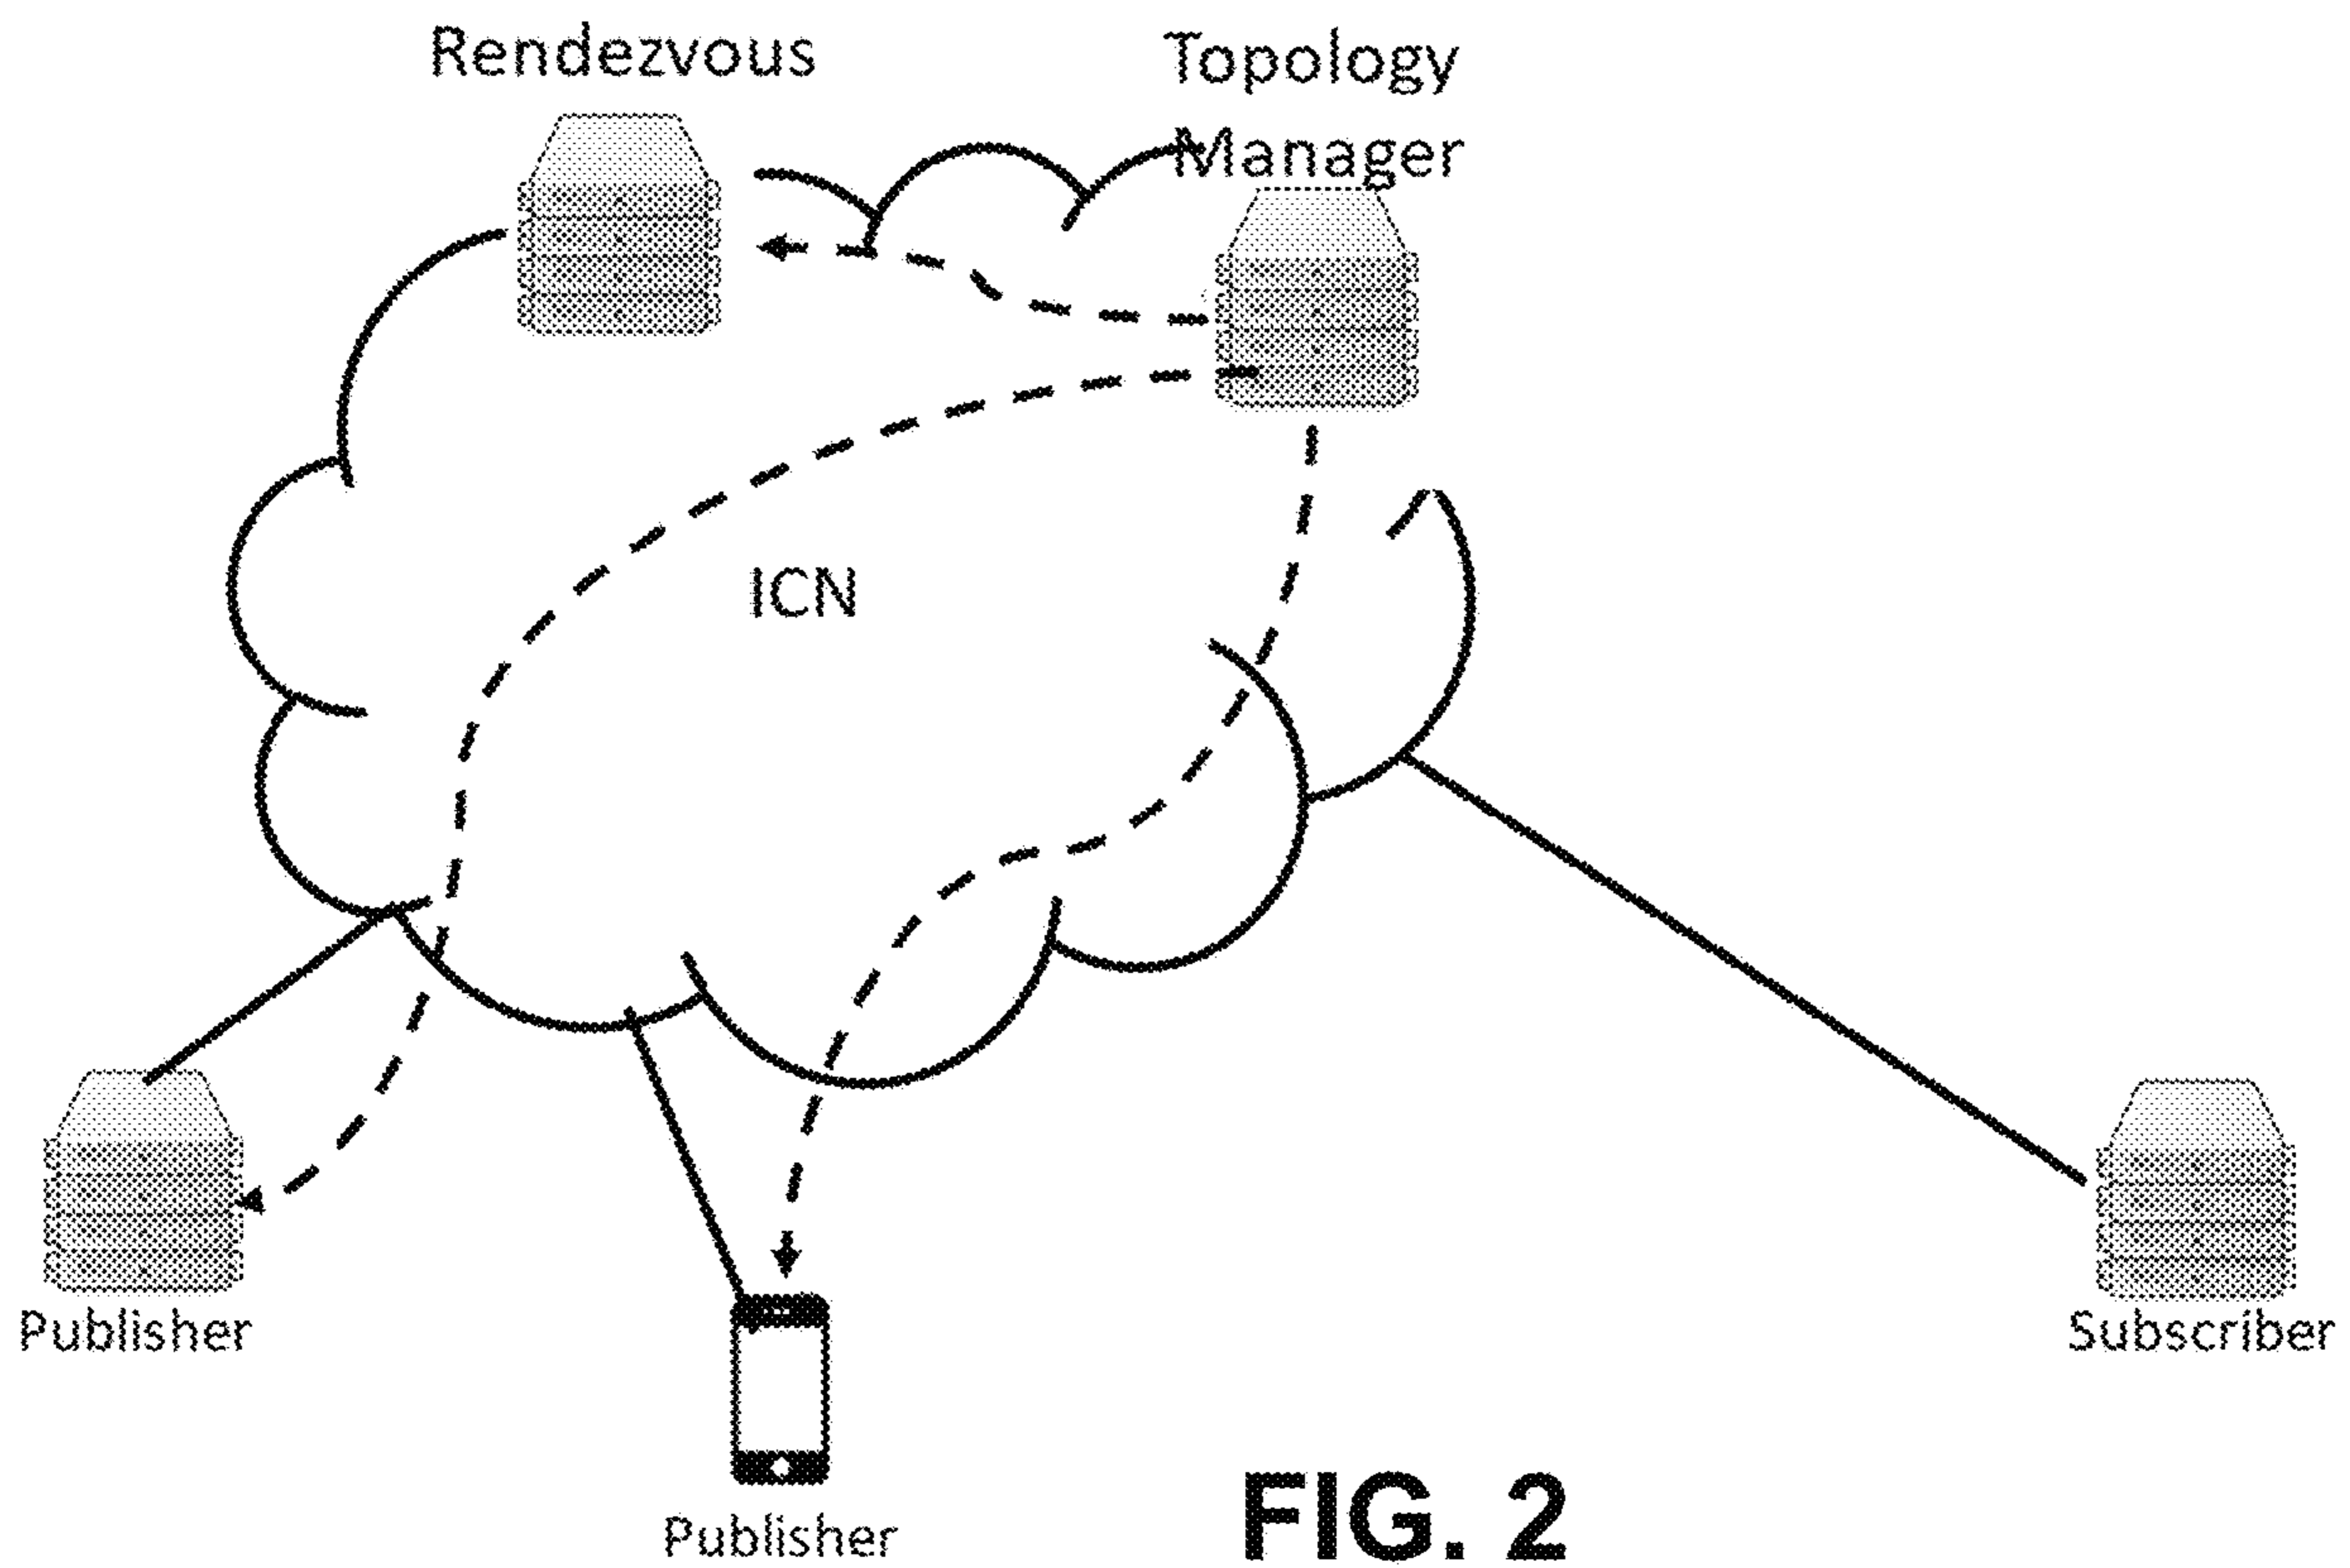 Rendezvous
Topology
Manager
ICN
Publisher
Subscriber
Publisher
FIG. 2